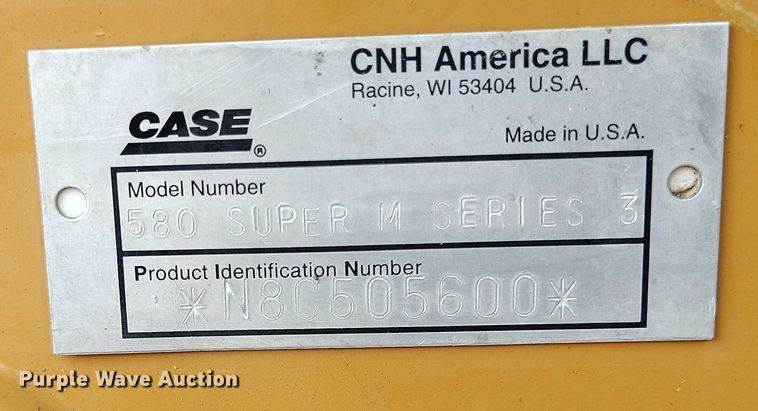 CNH America LLC
Racine, WI 53404 U.S.A.
CASE®
Made in U.S.A.
Model Number
580 SUPER M SERIES 3
Product Identification Number
*N8C505600*
Purple Wave Auction